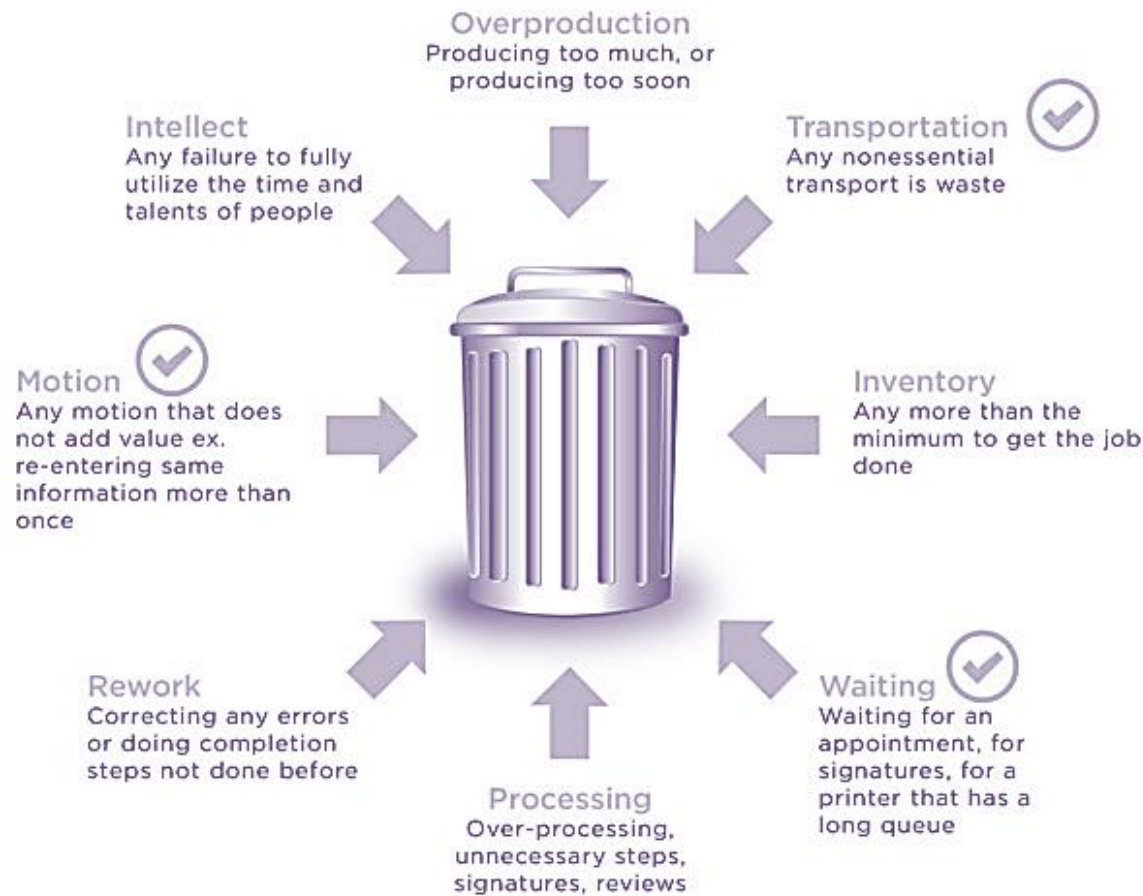 Overproduction
Producing too much, or
producing too soon
Intellect
Any failure to fully
utilize the time and
talents of people
Transportation
Any nonessential
transport is waste
Motion
Any motion that does
not add value ex.
re-entering same
information more than
once
Inventory
Any more than the
minimum to get the job
done
Rework
Correcting any errors
or doing completion
steps not done before
Processing
Over-processing,
unnecessary steps,
signatures, reviews
Waiting
Waiting for an
appointment, for
signatures, for a
printer that has a
long queue